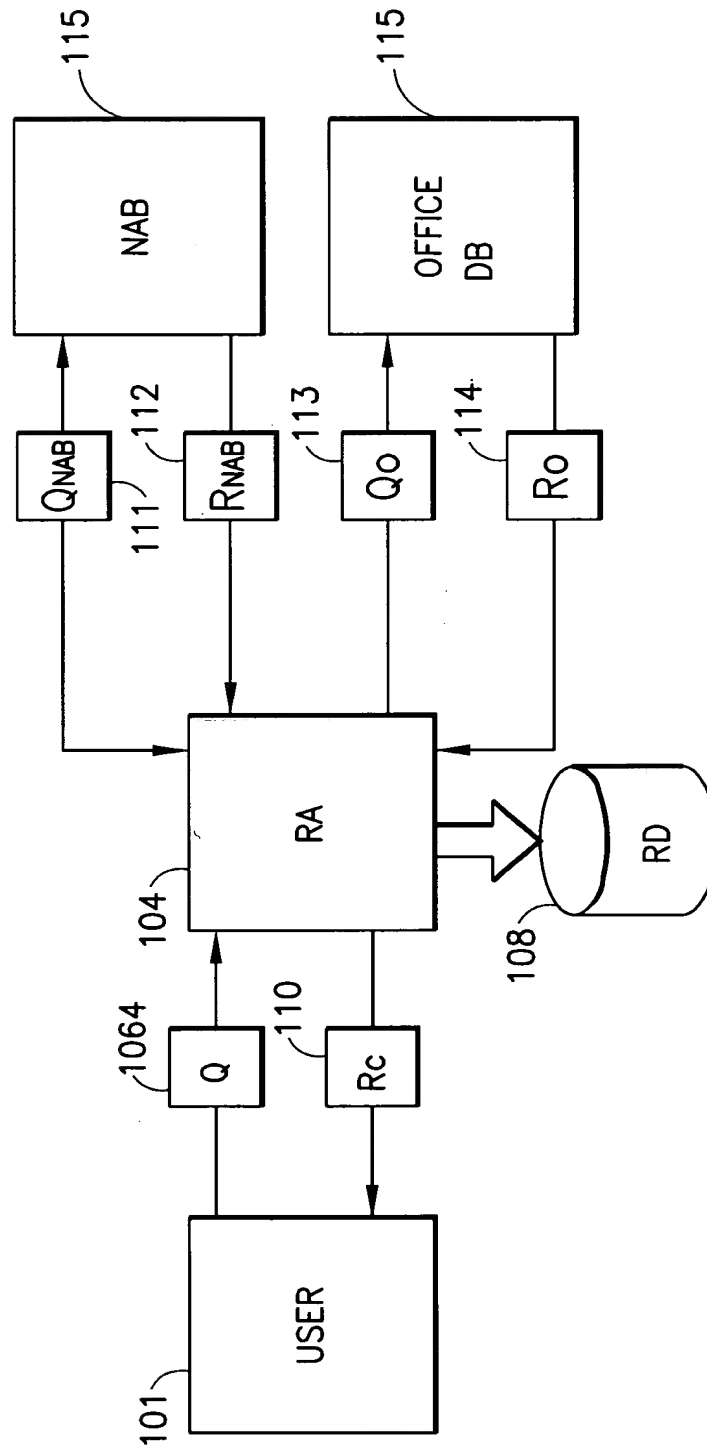 115
NAB
115
OFFICE
DB
QNAB
111
112
RNAB
113
Qo
114
Ro
104
RA
108
RD
1064
Q
110
Rc
101
USER